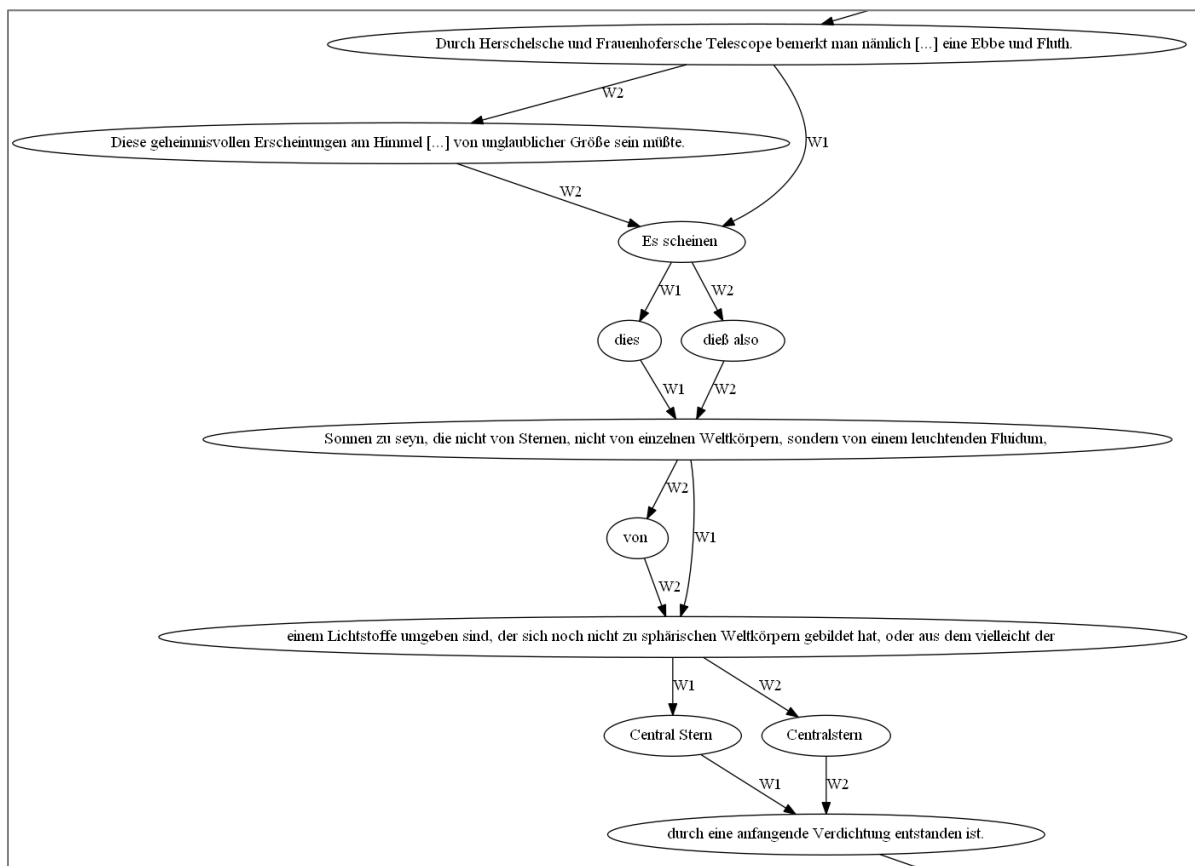 Durch Herschelsche und Frauenhofersche Telescope bemerkt man nämlich [...] eine Ebbe und Fluth.
W2
Diese geheimnisvollen Erscheinungen am Himmel [...] von unglaublicher Größe sein müßte.
W1
W2
Es scheinen
W1
W2
dies
dieß also
W1
W2
Sonnen zu seyn, die nicht von Sternen, nicht von einzelnen Weltkörpern, sondern von einem leuchtenden Fluidum,
W2
von
W1
W2
einem Lichtstoffe umgeben sind, der sich noch nicht zu sphärischen Weltkörpern gebildet hat, oder aus dem vielleicht der
W1
W2
Central Stern
Centralstern
W1
W2
durch eine anfangende Verdichtung entstanden ist.